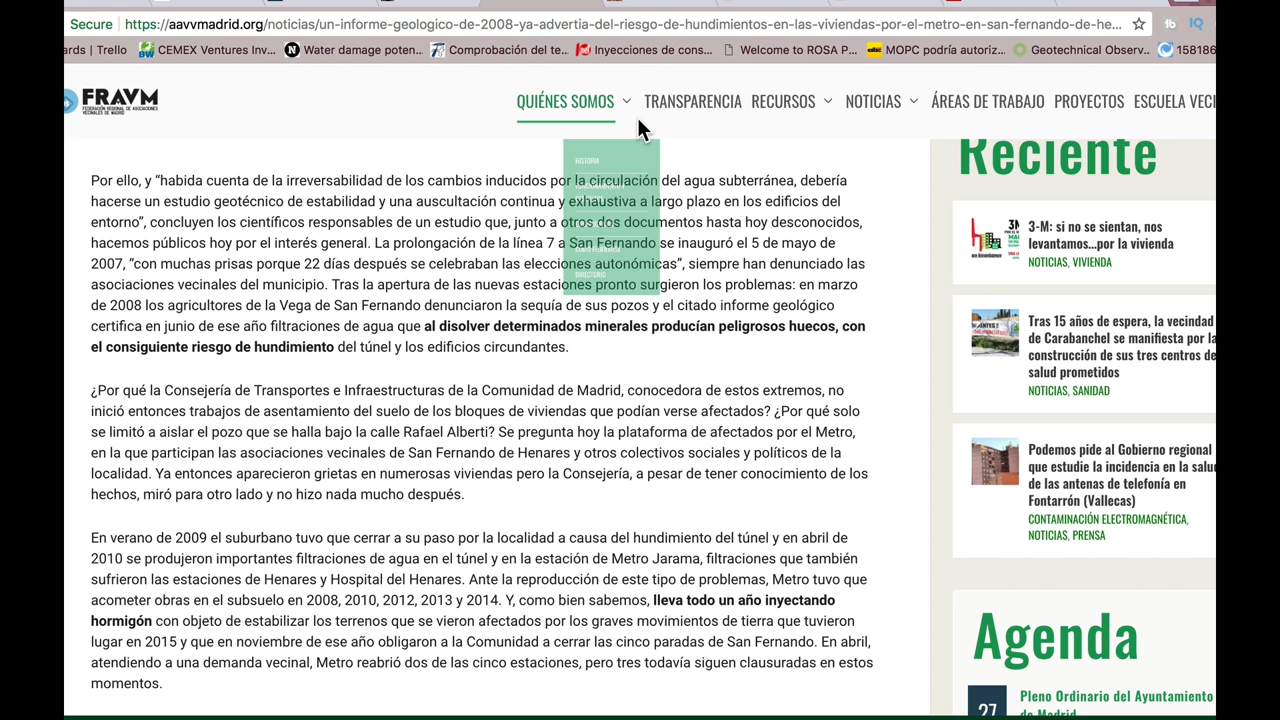 Secure https://aavvmadrid.org/noticias/un-informe-geologico-de-2008-ya-advertia-del-riesgo-de-hundimientos-en-las-viviendas-por-el-metro-en-san-fernando-de-he...
ards | Trello CEMEX Ventures Inv... Water damage poten... Comprobación del te... Inyecciones de cons... Welcome to ROSA P... MOPC podría autoriz... Geotechnical Observ... 158186
FRAVM
FEDERACIÓN REGIONAL DE ASOCIACIONES
VECINALES DE MADRID
QUIÉNES SOMOS TRANSPARENCIA RECURSOS NOTICIAS ÁREAS DE TRABAJO PROYECTOS ESCUELA VECI
HISTORIA
DIRECTORIO
Por ello, y “habida cuenta de la irreversabilidad de los cambios inducidos por la circulación del agua subterránea, debería
hacerse un estudio geotécnico de estabilidad y una auscultación continua y exhaustiva a largo plazo en los edificios del
entorno”, concluyen los científicos responsables de un estudio que, junto a otros dos documentos hasta hoy desconocidos,
hacemos públicos hoy por el interés general. La prolongación de la línea 7 a San Fernando se inauguró el 5 de mayo de
2007, “con muchas prisas porque 22 días después se celebraban las elecciones autonómicas”, siempre han denunciado las
asociaciones vecinales del municipio. Tras la apertura de las nuevas estaciones pronto surgieron los problemas: en marzo
de 2008 los agricultores de la Vega de San Fernando denunciaron la sequía de sus pozos y el citado informe geológico
certifica en junio de ese año filtraciones de agua que al disolver determinados minerales producían peligrosos huecos, con
el consiguiente riesgo de hundimiento del túnel y los edificios circundantes.
¿Por qué la Consejería de Transportes e Infraestructuras de la Comunidad de Madrid, conocedora de estos extremos, no
inició entonces trabajos de asentamiento del suelo de los bloques de viviendas que podían verse afectados? ¿Por qué solo
se limitó a aislar el pozo que se halla bajo la calle Rafael Alberti? Se pregunta hoy la plataforma de afectados por el Metro,
en la que participan las asociaciones vecinales de San Fernando de Henares y otros colectivos sociales y políticos de la
localidad. Ya entonces aparecieron grietas en numerosas viviendas pero la Consejería, a pesar de tener conocimiento de los
hechos, miró para otro lado y no hizo nada mucho después.
En verano de 2009 el suburbano tuvo que cerrar a su paso por la localidad a causa del hundimiento del túnel y en abril de
2010 se produjeron importantes filtraciones de agua en el túnel y en la estación de Metro Jarama, filtraciones que también
sufrieron las estaciones de Henares y Hospital del Henares. Ante la reproducción de este tipo de problemas, Metro tuvo que
acometer obras en el subsuelo en 2008, 2010, 2012, 2013 y 2014. Y, como bien sabemos, lleva todo un año inyectando
hormigón con objeto de estabilizar los terrenos que se vieron afectados por los graves movimientos de tierra que tuvieron
lugar en 2015 y que en noviembre de ese año obligaron a la Comunidad a cerrar las cinco paradas de San Fernando. En abril,
atendiendo a una demanda vecinal, Metro reabrió dos de las cinco estaciones, pero tres todavía siguen clausuradas en estos
momentos.
Reciente
3-M: si no se sientan, nos
levantamos...por la vivienda
NOTICIAS, VIVIENDA
Tras 15 años de espera, la vecindad
de Carabanchel se manifiesta por la
construcción de sus tres centros de
salud prometidos
NOTICIAS, SANIDAD
Podemos pide al Gobierno regional
que estudie la incidencia en la salu
de las antenas de telefonía en
Fontarrón (Vallecas)
CONTAMINACIÓN ELECTROMAGNÉTICA,
NOTICIAS, PRENSA
Agenda
27
Pleno Ordinario del Ayuntamiento
de Madrid